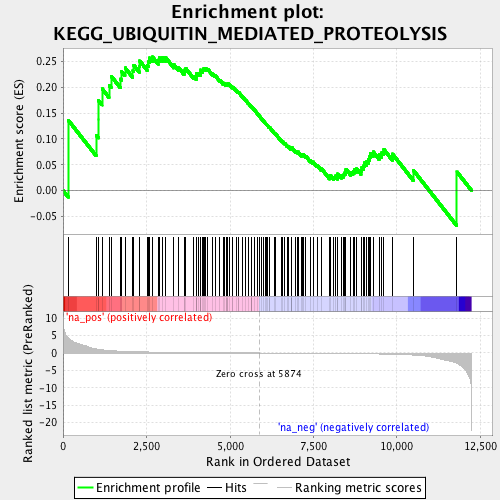 Enrichment plot:
KEGG_UBIQUITIN_MEDIATED_PROTEOLYSIS
Enrichment score (ES)
0.25
0.20
0.15
0.10
0.05
0.00
-0.05
'na_pos' (positively correlated)
Ranked list metric (PreRanked)
10
5
0
-5
-10
-15
-20
Zero cross at 5874
'na_neg' (negatively correlated)
0
2,500
5,000
7,500
10,000
12,500
Rank in Ordered Dataset
Enrichment profile
Hits
Ranking metric scores